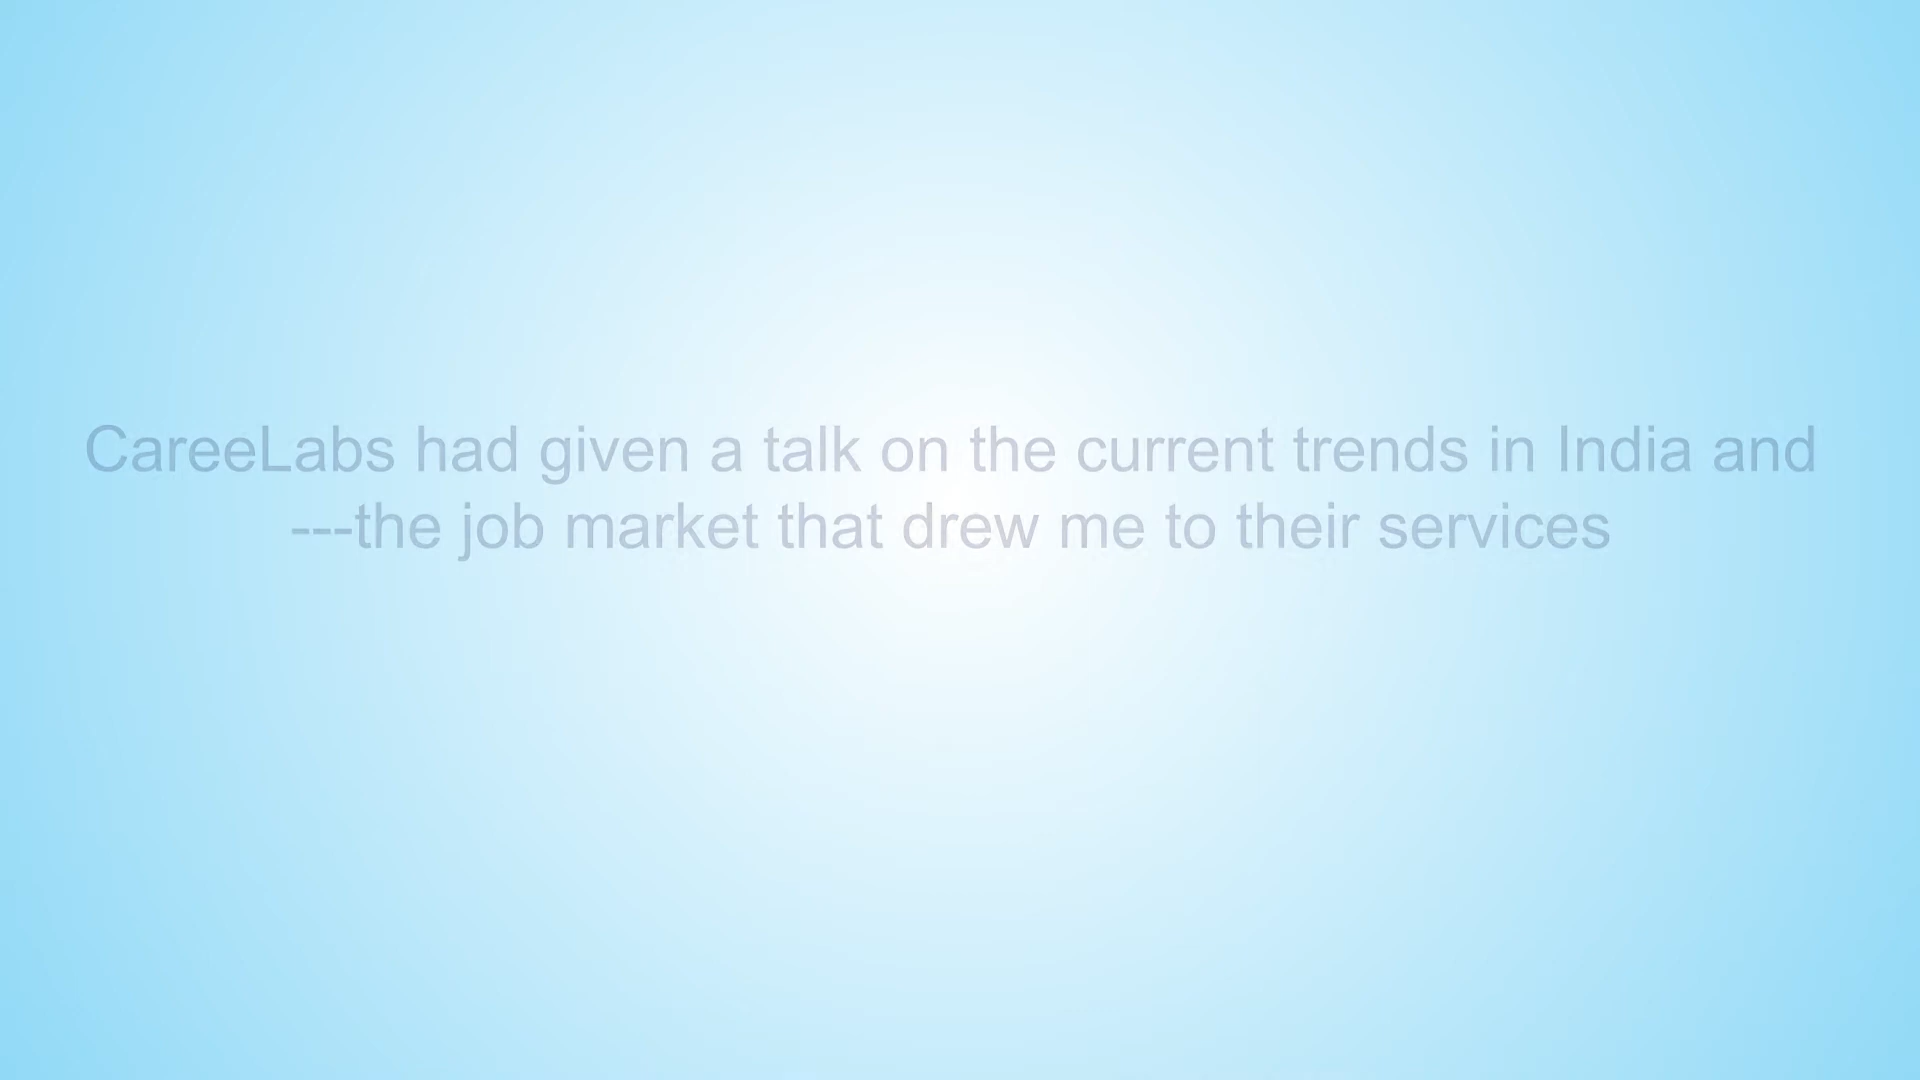 CareeLabs had given a talk on the current trends in India and
---the job market that drew me to their services